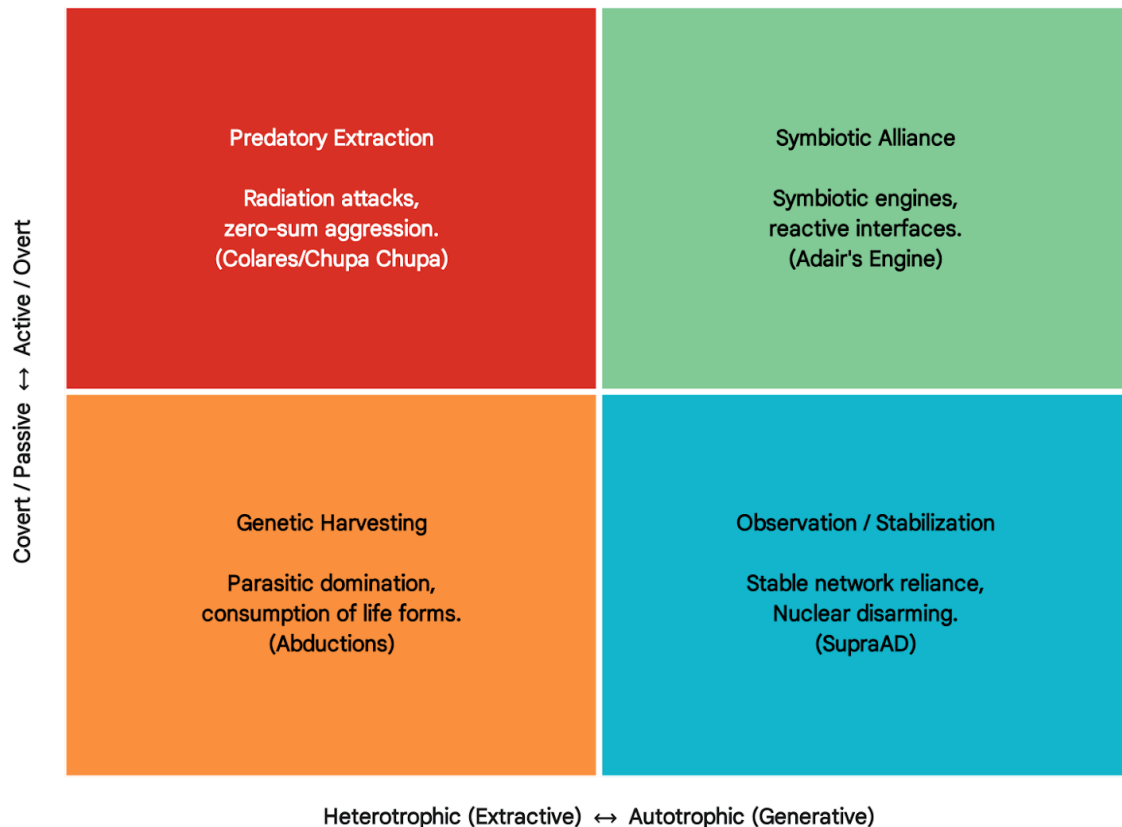 Predatory Extraction
Radiation attacks,
zero-sum aggression.
(Colares/Chupa Chupa)
Symbiotic Alliance
Symbiotic engines,
reactive interfaces.
(Adair's Engine)
Genetic Harvesting
Parasitic domination,
consumption of life forms.
(Abductions)
Observation / Stabilization
Stable network reliance,
Nuclear disarming.
(SupraAD)
Covert / Passive ↔ Active / Overt
Heterotrophic (Extractive) ↔ Autotrophic (Generative)